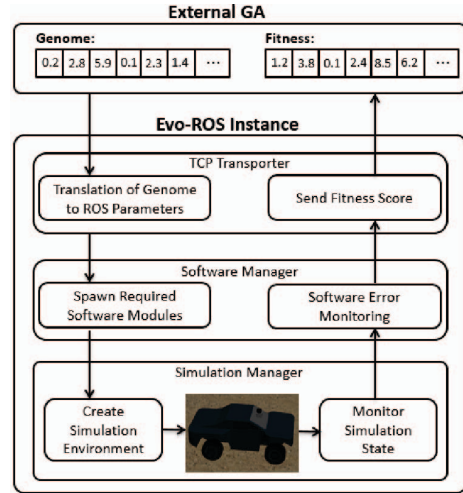 External GA
Genome: Fitness:
0.2 2.8 5.9 0.1 2.3 1.4 ... 1.2 3.8 0.1 2.4 8.5 6.2 ...
Evo-ROS Instance
TCP Transporter
Translation of Genome
to ROS Parameters
Send Fitness Score
Software Manager
Spawn Required
Software Modules
Software Error
Monitoring
Simulation Manager
Create
Simulation
Environment
Monitor
Simulation
State